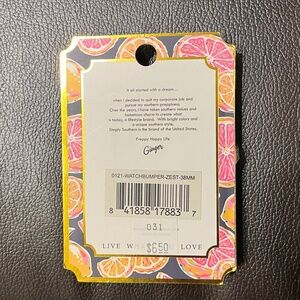 It all started with a dream....
when I decided to quit my corporate job and
pursue my southern preppiness.
Over the years, I have taken southern values and
hometown charm to create what
is today, a lifestyle brand. With bright colors and
a unique southern style,
Simply Southern is the brand of the United States.
Preppy Happy Life
Ginger
0121-WATCHBUMPER-ZEST-38MM
8 41858 17883 7
031
LIVE $6.50 LOVE